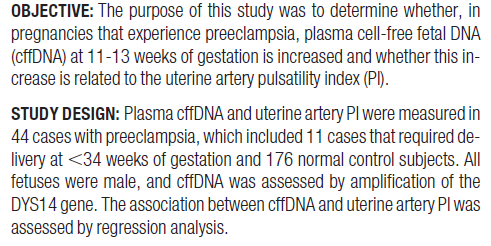 OBJECTIVE: The purpose of this study was to determine whether, in
pregnancies that experience preeclampsia, plasma cell-free fetal DNA
(cffDNA) at 11-13 weeks of gestation is increased and whether this in-
crease is related to the uterine artery pulsatility index (PI).
STUDY DESIGN: Plasma cffDNA and uterine artery PI were measured in
44 cases with preeclampsia, which included 11 cases that required de-
livery at <34 weeks of gestation and 176 normal control subjects. All
fetuses were male, and cffDNA was assessed by amplification of the
DYS14 gene. The association between cffDNA and uterine artery PI was
assessed by regression analysis.